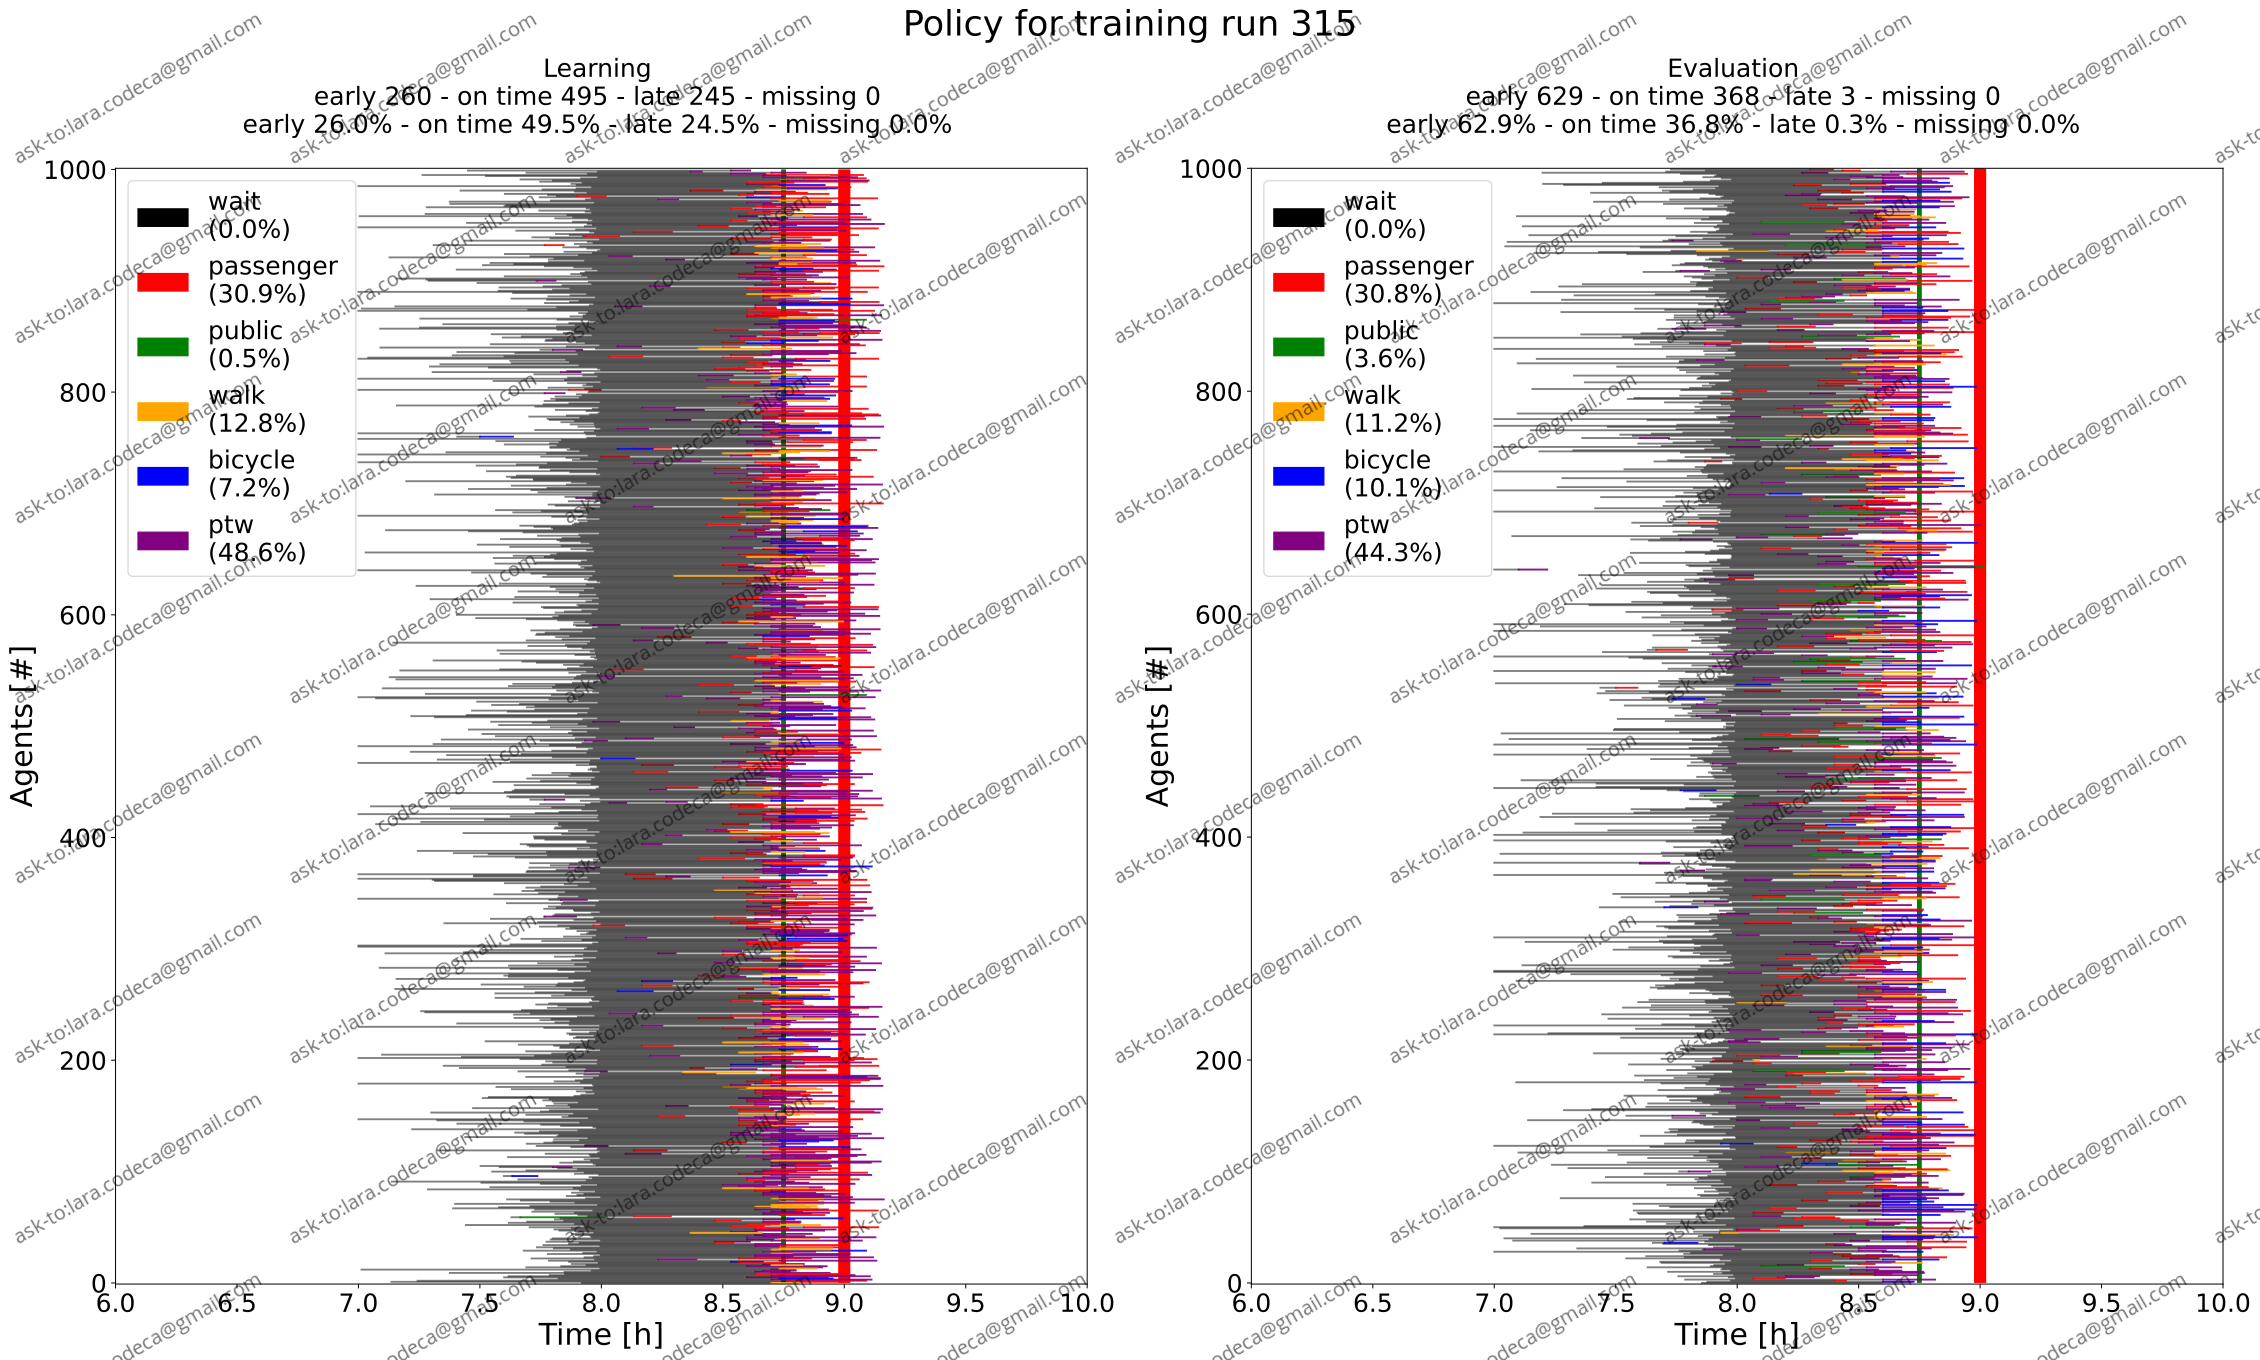 Policy for training run 315
Learning
early 260 - on time 495 - late 245 - missing 0
early 26.0% - on time 49.5% - late 24.5% - missing 0.0%
1000
800
600
400
200
0
Agents [#]
wait
(0.0%)
passenger
(30.9%)
public
(0.5%)
walk
(12.8%)
bicycle
(7.2%)
ptw
(48.6%)
6.0 6.5 7.0 7.5 8.0 8.5 9.0 9.5 10.0
Time [h]
Evaluation
early 629 - on time 368 - late 3 - missing 0
early 62.9% - on time 36.8% - late 0.3% - missing 0.0%
1000
800
600
400
200
0
Agents [#]
wait
(0.0%)
passenger
(30.8%)
public
(3.6%)
walk
(11.2%)
bicycle
(10.1%)
ptw
(44.3%)
6.0 6.5 7.0 7.5 8.0 8.5 9.0 9.5 10.0
Time [h]
ask-to:lara.codeca@gmail.com